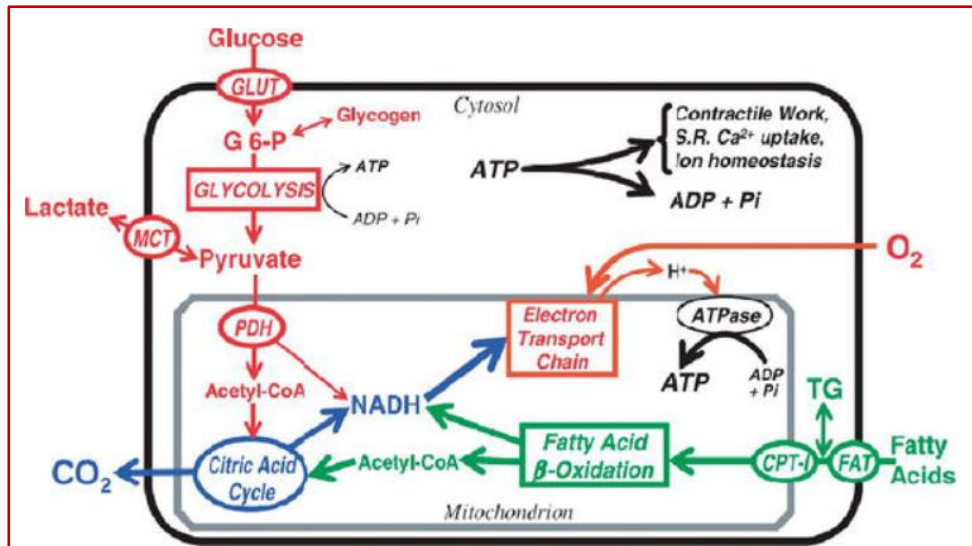 Glucose
GLUT
Cytosol
G 6-P
Glycogen
Contractile Work,
S.R. Ca²⁺ uptake,
Ion homeostasis
ATP
ATP
GLYCOLYSIS
ADP + Pi
ADP + Pi
Lactate
MCT
Pyruvate
O₂
H⁺
PDH
Electron
Transport
Chain
ATPase
Acetyl-CoA
NADH
ATP
ADP
+ Pi
TG
CO₂
Citric Acid
Cycle
Acetyl-CoA
Fatty Acid
β-Oxidation
CPT-I
FAT
Fatty
Acids
Mitochondrion